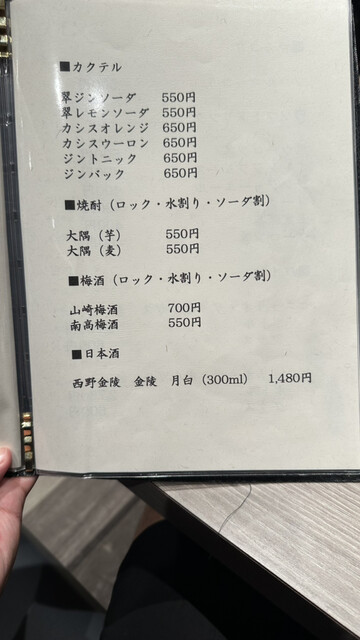 ■カクテル
翠ジンソーダ 550円
翠レモンソーダ 550円
カシスオレンジ 650円
カシスウーロン 650円
ジントニック 650円
ジンバック 650円
■焼酎（ロック・水割り・ソーダ割）
大隅（芋） 550円
大隅（麦） 550円
■梅酒（ロック・水割り・ソーダ割）
山崎梅酒 700円
南高梅酒 550円
■日本酒
西野金陵 金陵 月白（300ml） 1,480円